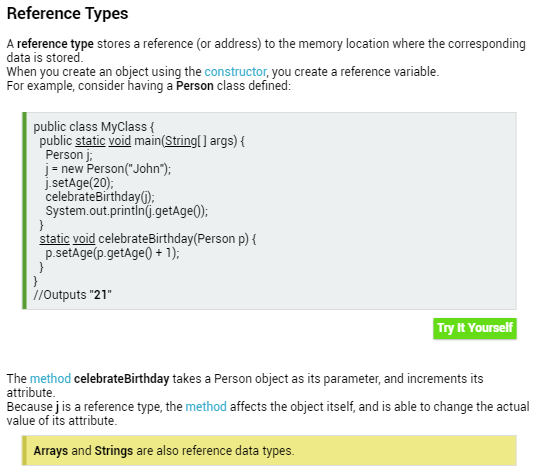 Reference Types
A reference type stores a reference (or address) to the memory location where the corresponding
data is stored.
When you create an object using the constructor, you create a reference variable.
For example, consider having a Person class defined:
public class MyClass {
public static void main(String[ ] args) {
Person j;
j = new Person("John");
j.setAge(20);
celebrateBirthday(j);
System.out.println(j.getAge());
}
static void celebrateBirthday(Person p) {
p.setAge(p.getAge() + 1);
}
}
//Outputs "21"
Try It Yourself
The method celebrateBirthday takes a Person object as its parameter, and increments its
attribute.
Because j is a reference type, the method affects the object itself, and is able to change the actual
value of its attribute.
Arrays and Strings are also reference data types.